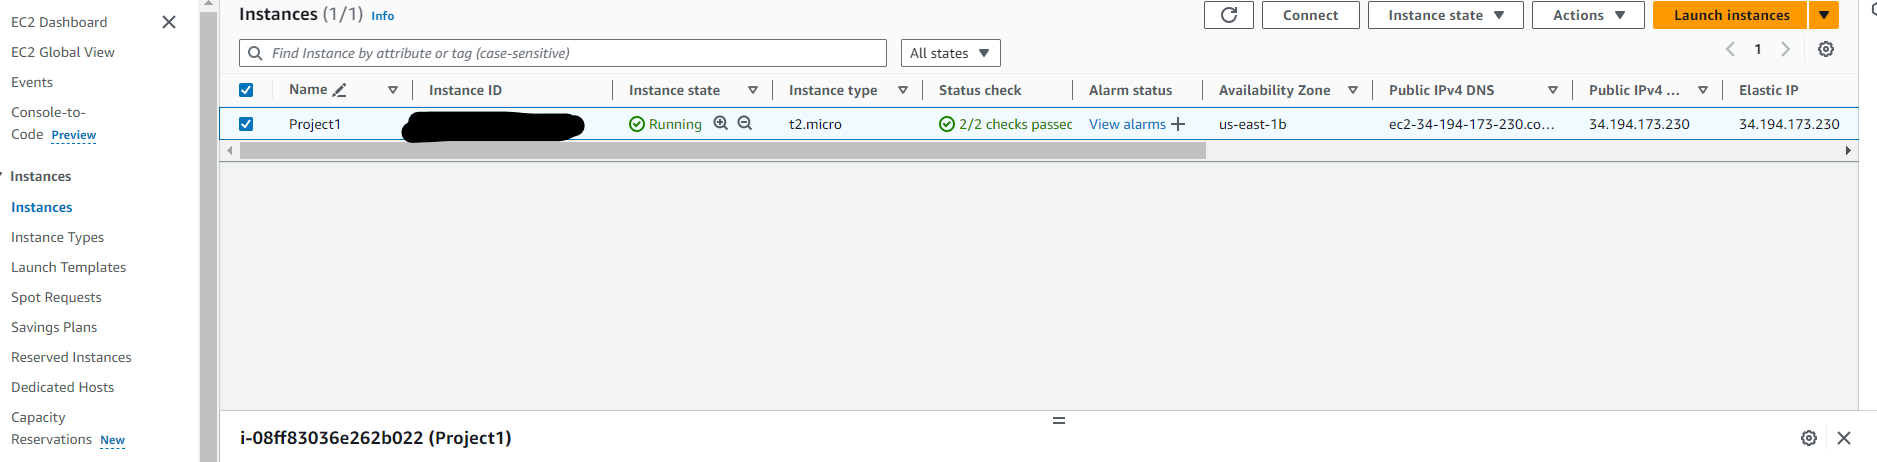 EC2 Dashboard
EC2 Global View
Events
Console-to-
Code Preview
Instances
Instances
Instance Types
Launch Templates
Spot Requests
Savings Plans
Reserved Instances
Dedicated Hosts
Capacity
Reservations New
Instances (1/1) Info
Connect
Instance state
Actions
Launch instances
Find Instance by attribute or tag (case-sensitive)
All states
1
Name Instance ID Instance state Instance type Status check Alarm status Availability Zone Public IPv4 DNS Public IPv4 ... Elastic IP
Project1 Running t2.micro 2/2 checks passec View alarms + us-east-1b ec2-34-194-173-230.co... 34.194.173.230 34.194.173.230
i-08ff83036e262b022 (Project1)